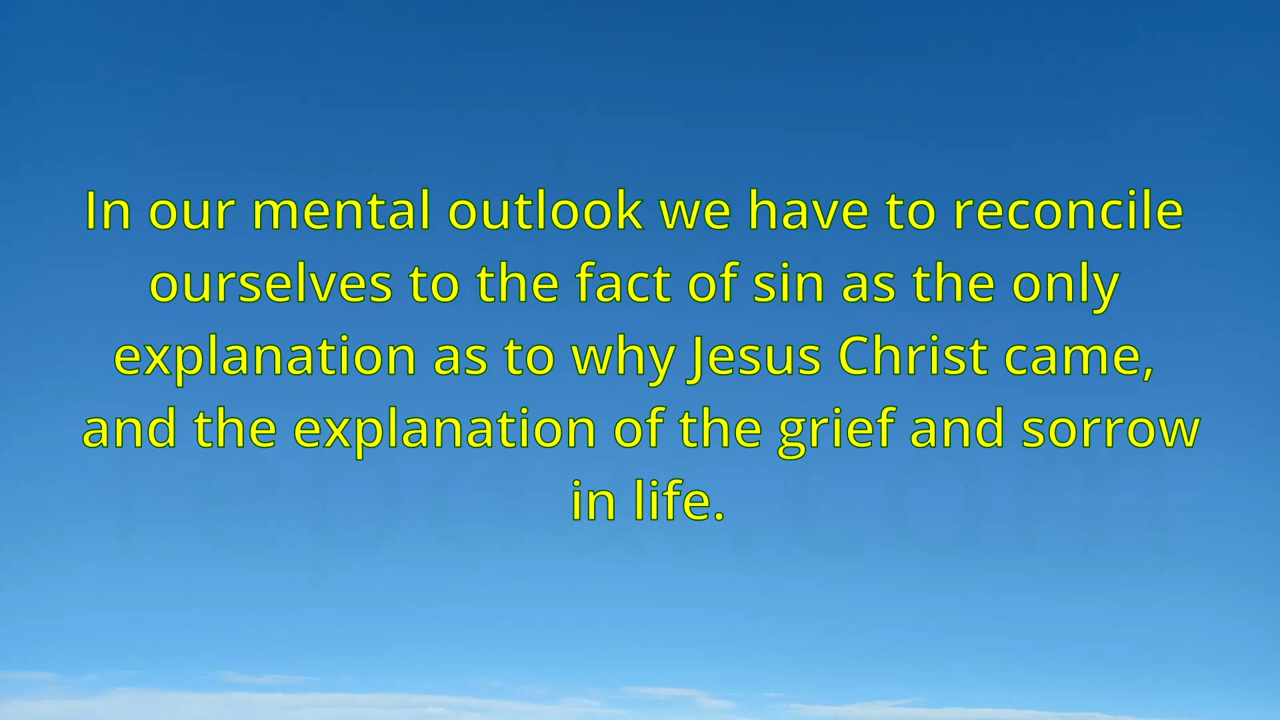 In our mental outlook we have to reconcile
ourselves to the fact of sin as the only
explanation as to why Jesus Christ came,
and the explanation of the grief and sorrow
in life.